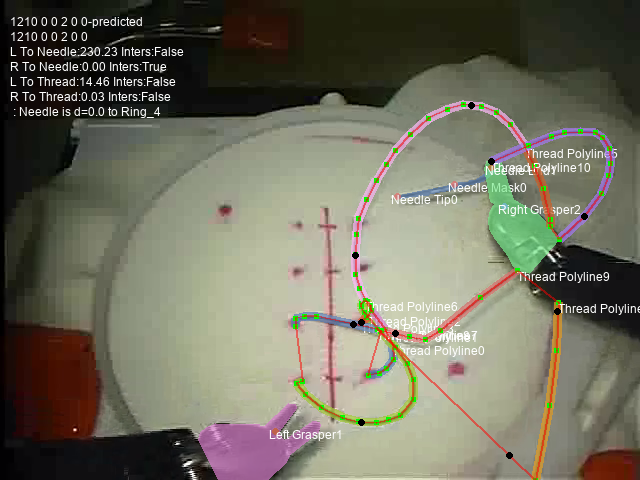 1210 0 0 2 0 0-predicted
1210 0 0 2 0 0
L To Needle:230.23 Inters:False
R To Needle:0.00 Inters:True
L To Thread:14.46 Inters:False
R To Thread:0.03 Inters:False
: Needle is d=0.0 to Ring_4
Thread Polyline5
Thread Polyline10
Needle Mask0
Needle Tip0
Right Grasper2
Thread Polyline9
Thread Polyline6
Thread Polyline
Thread Polyline0
Left Grasper1